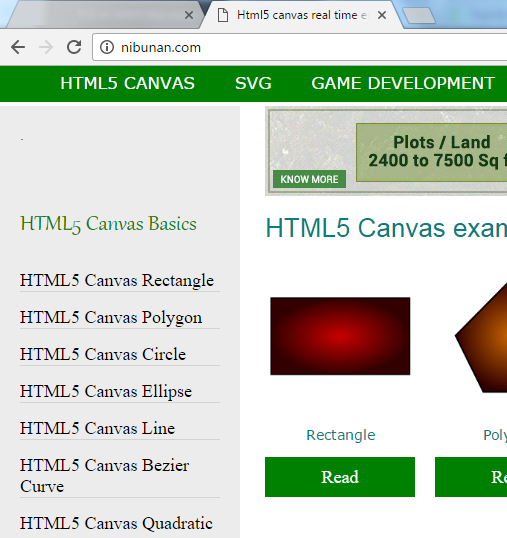 Html5 canvas real time e
nibunan.com
HTML5 CANVAS SVG GAME DEVELOPMENT
.
Plots / Land
2400 to 7500 Sq f
KNOW MORE
HTML5 Canvas Basics
HTML5 Canvas exam
HTML5 Canvas Rectangle
HTML5 Canvas Polygon
HTML5 Canvas Circle
HTML5 Canvas Ellipse
HTML5 Canvas Line
HTML5 Canvas Bezier
Curve
HTML5 Canvas Quadratic
Rectangle
Poly
Read
Re